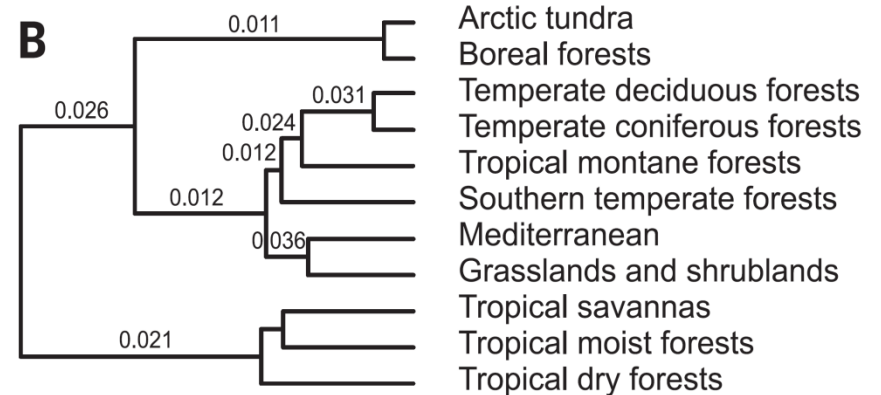 B
Arctic tundra
Boreal forests
Temperate deciduous forests
Temperate coniferous forests
Tropical montane forests
Southern temperate forests
Mediterranean
Grasslands and shrublands
Tropical savannas
Tropical moist forests
Tropical dry forests
0.011
0.031
0.026
0.024
0.012
0.012
0.036
0.021